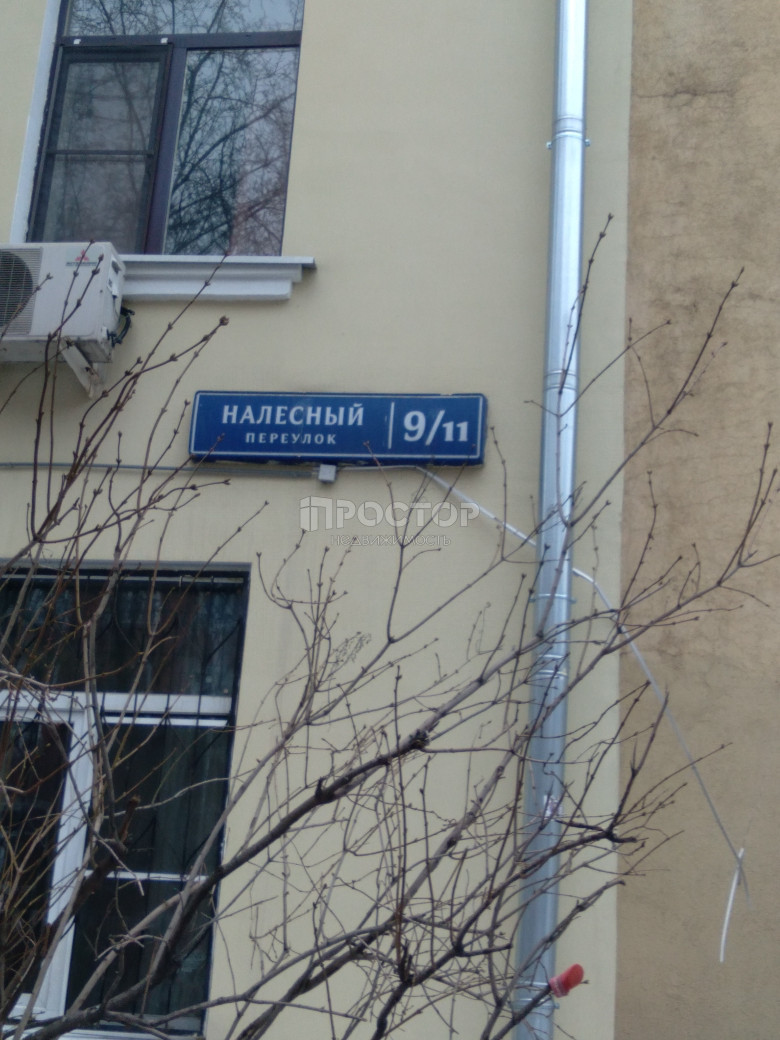 НАЛЕСНЫЙ
ПЕРЕУЛОК
9/11
ПРОСТОР
НЕДВИЖИМОСТЬ